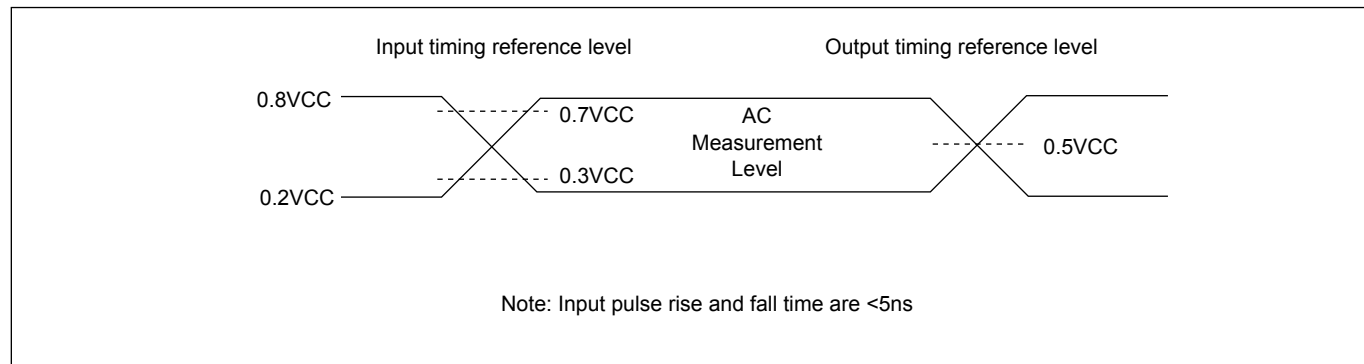 Input timing reference level
Output timing reference level
0.8VCC
0.7VCC
AC
Measurement
Level
0.5VCC
0.3VCC
0.2VCC
Note: Input pulse rise and fall time are <5ns